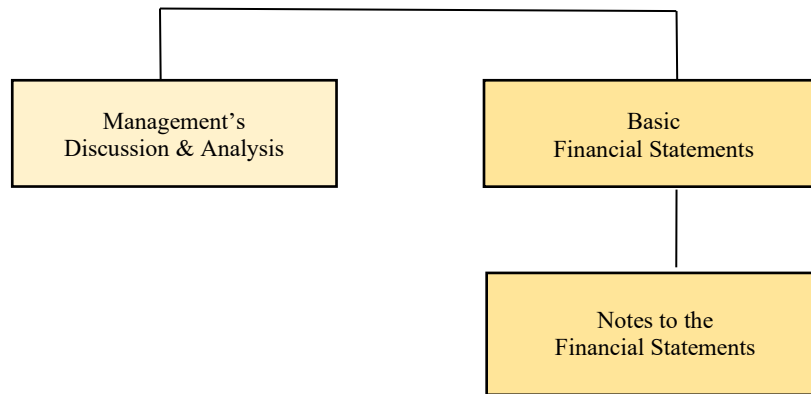 Management’s
Discussion & Analysis
Basic
Financial Statements
Notes to the
Financial Statements